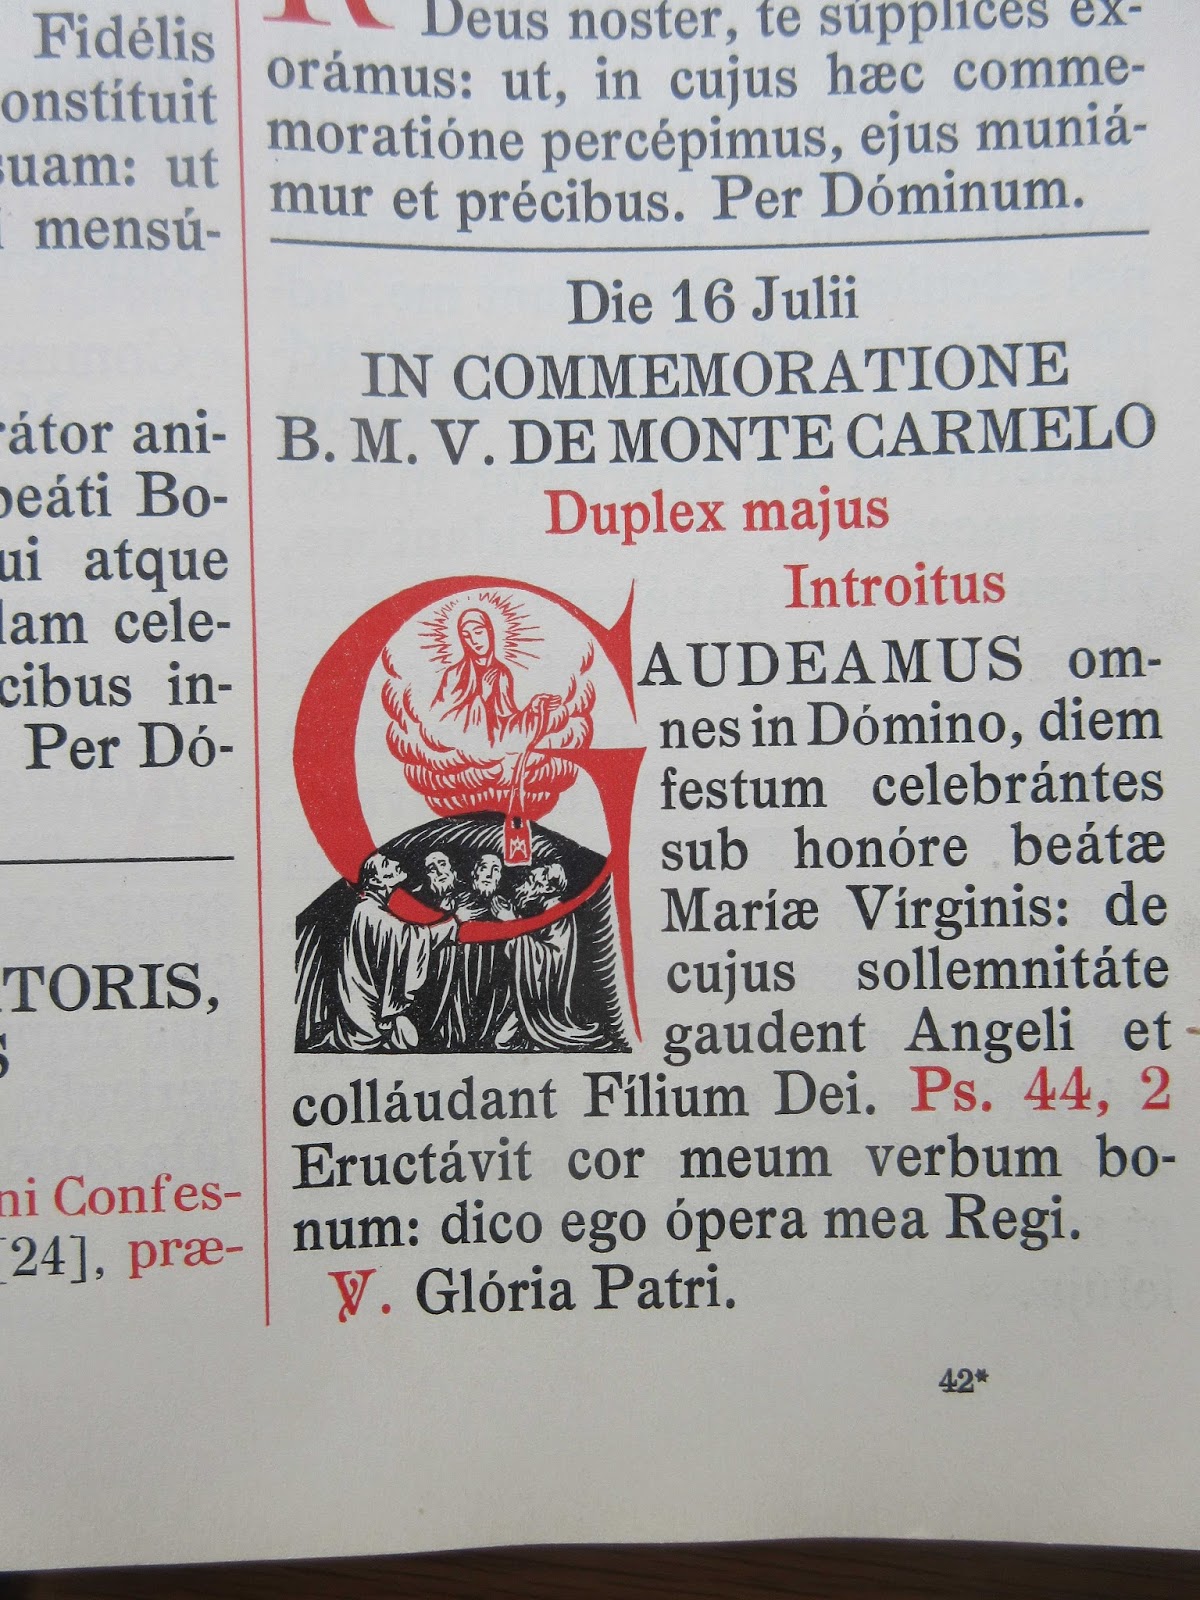 Fidélis
onstítuit
suam: ut
mensú-
rátor ani-
beáti Bo-
ui atque
lam cele-
cibus in-
Per Dó-
TORIS,
S
ni Confes-
[24], præ-
Deus noster, te súpplices ex-
orámus: ut, in cujus hæc comme-
moratióne percépimus, ejus muniá-
mur et précibus. Per Dóminum.
Die 16 Julii
IN COMMEMORATIONE
B. M. V. DE MONTE CARMELO
Duplex majus
Introitus
GAUDEAMUS om-
nes in Dómino, diem
festum celebrántes
sub honóre beátæ
Maríæ Vírginis: de
cujus sollemnitáte
gaudent Angeli et
colláudant Fílium Dei. Ps. 44, 2
Eructávit cor meum verbum bo-
num: dico ego ópera mea Regi.
℣. Glória Patri.
42*